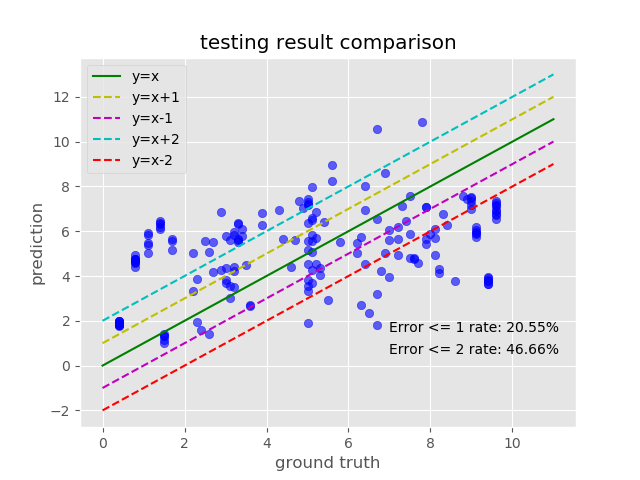 testing result comparison
y=x
y=x+1
y=x-1
y=x+2
y=x-2
12
10
8
6
4
2
0
−2
prediction
Error <= 1 rate: 20.55%
Error <= 2 rate: 46.66%
0 2 4 6 8 10
ground truth